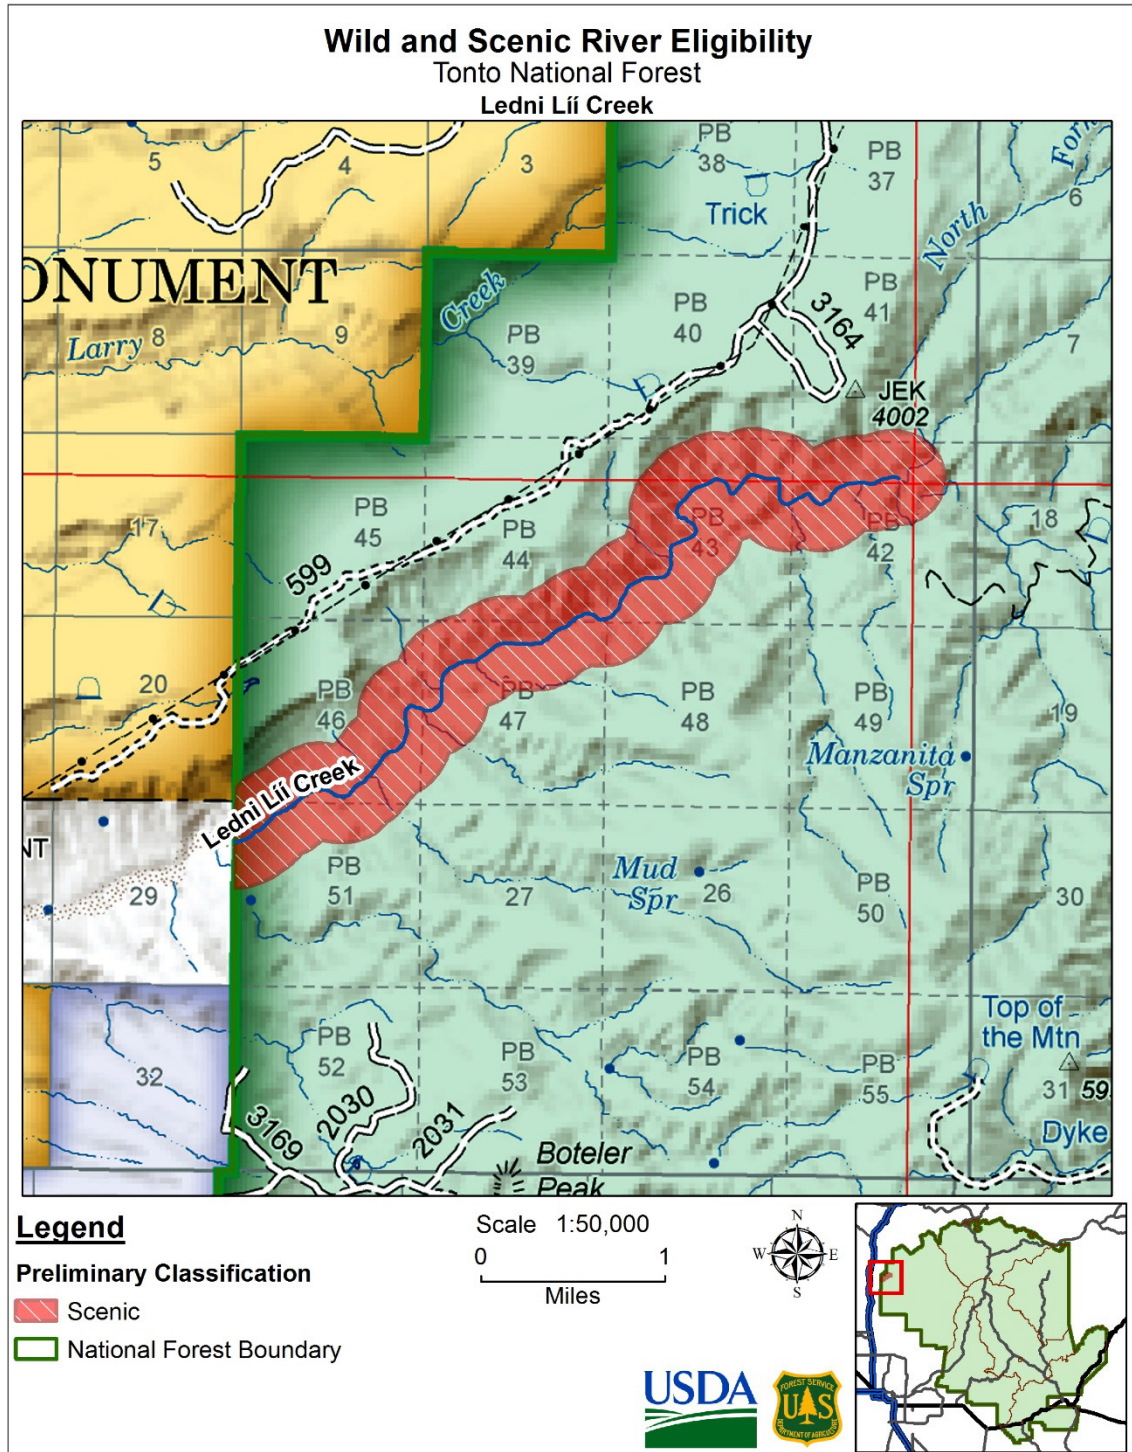 Wild and Scenic River Eligibility
Tonto National Forest
Ledni Líí Creek
5
4
3
PB
38
PB
37
Fork
6
Trick
North
ONUMENT
Creek
PB
41
PB
40
3164
Larry
8
9
PB
39
7
JEK
4002
17
PB
45
PB
44
PB
43
PB
42
18
599
20
PB
46
PB
47
PB
48
PB
49
19
Manzanita
Spr
Ledni Líí Creek
NT
29
PB
51
27
Mud
Spr
26
PB
50
30
Top of
the Mtn
32
PB
52
PB
53
PB
54
PB
55
31
59
3169
2030
2031
Dyke
Boteler
Peak
Legend
Preliminary Classification
Scenic
National Forest Boundary
Scale 1:50,000
0 1
Miles
N
W E
S
USDA
FOREST SERVICE
U S
DEPARTMENT OF AGRICULTURE